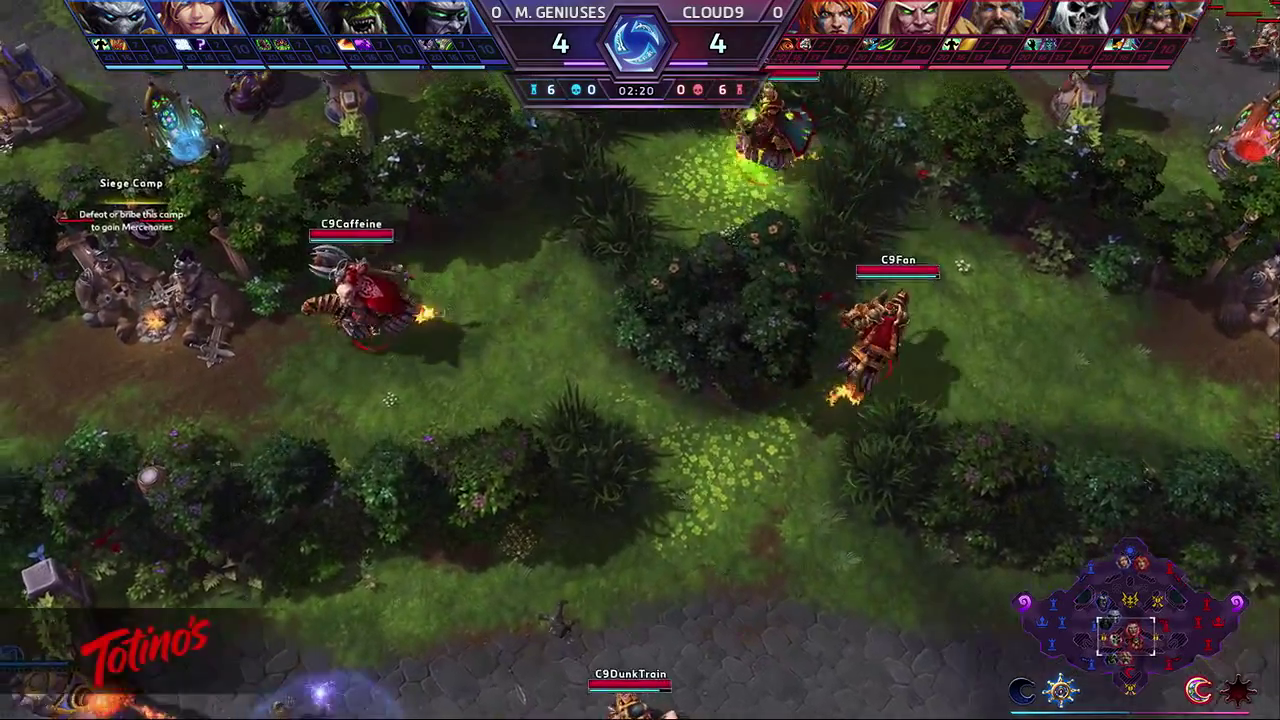 0 M. GENIUSES CLOUD9 0
4 4
6 0 02:20 0 6
Siege Camp
Defeat or bribe this camp
to gain Mercenaries
C9Caffeine
C9Fan
C9DunkTrain
TOTINO'S